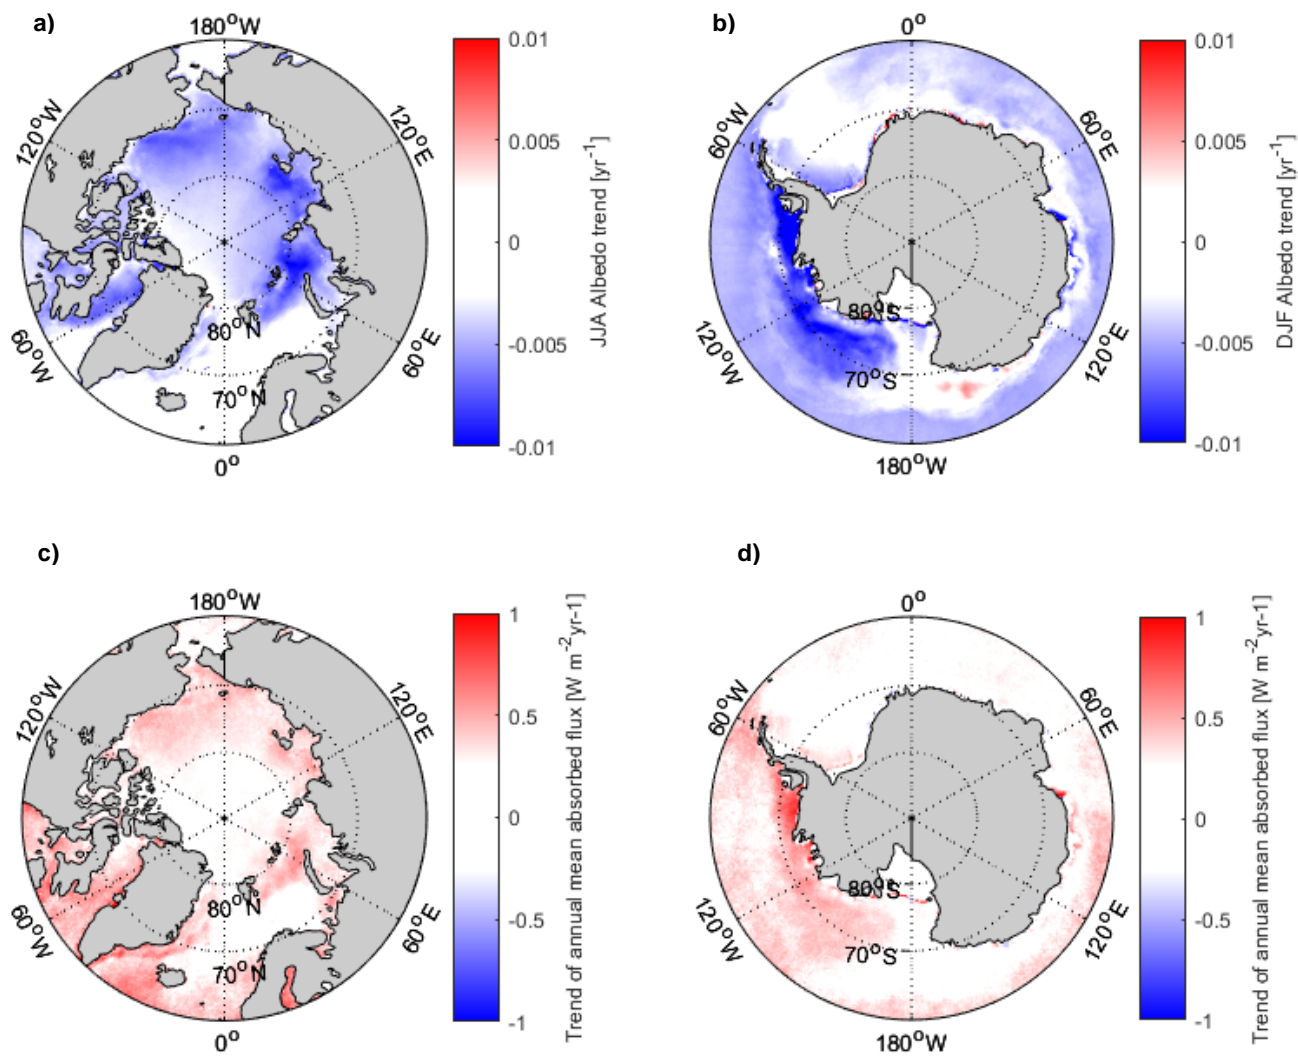 a)
180°W
120°W
120°E
60°W
60°E
80°N
70°N
0°
0.01
0.005
0
-0.005
-0.01
JJA Albedo trend [yr⁻¹]
b)
0°
60°W
60°E
120°W
120°E
80°S
70°S
180°W
0.01
0.005
0
-0.005
-0.01
DJF Albedo trend [yr⁻¹]
c)
180°W
120°W
120°E
60°W
60°E
80°N
70°N
0°
1
0.5
0
-0.5
-1
Trend of annual mean absorbed flux [W m⁻²yr-1]
d)
0°
60°W
60°E
120°W
120°E
80°S
70°S
180°W
1
0.5
0
-0.5
-1
Trend of annual mean absorbed flux [W m⁻²yr-1]